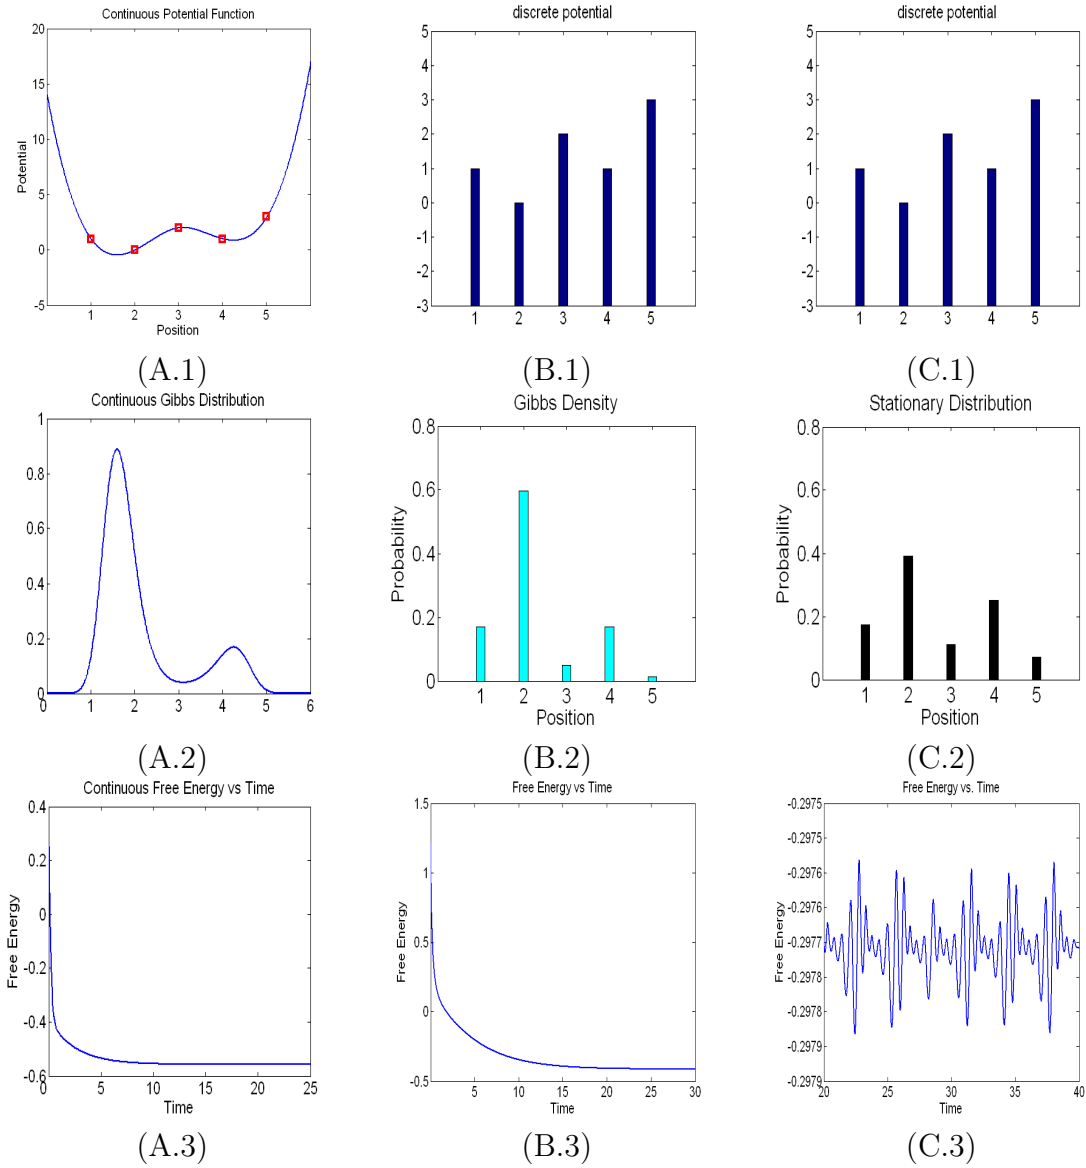 Continuous Potential Function
20
15
10
5
0
-5
Potential
1 2 3 4 5
Position
(A.1)
discrete potential
5
4
3
2
1
0
-1
-2
-3
1 2 3 4 5
(B.1)
discrete potential
5
4
3
2
1
0
-1
-2
-3
1 2 3 4 5
(C.1)
Continuous Gibbs Distribution
1
0.8
0.6
0.4
0.2
0
0 1 2 3 4 5 6
(A.2)
Gibbs Density
0.8
0.6
0.4
0.2
0
Probability
1 2 3 4 5
Position
(B.2)
Stationary Distribution
0.8
0.6
0.4
0.2
0
Probability
1 2 3 4 5
Position
(C.2)
Continuous Free Energy vs Time
0.4
0.2
0
-0.2
-0.4
-0.6
Free Energy
0 5 10 15 20 25
Time
(A.3)
Free Energy vs Time
1.5
1
0.5
0
-0.5
Free Energy
5 10 15 20 25 30
Time
(B.3)
Free Energy vs. Time
-0.2975
-0.2975
-0.2976
-0.2976
-0.2977
-0.2978
-0.2978
-0.2979
-0.2979
Free Energy
20 25 30 35 40
Time
(C.3)